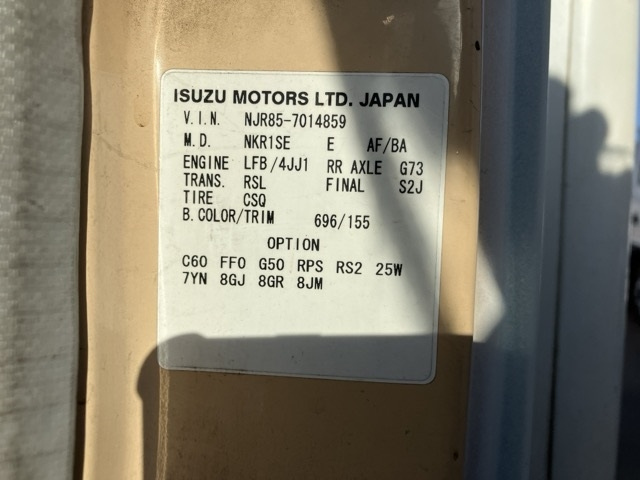 ISUZU MOTORS LTD. JAPAN
V.I.N. NJR85-7014859
M.D. NKR1SE E AF/BA
ENGINE LFB/4JJ1 RR AXLE G73
TRANS. RSL FINAL S2J
TIRE CSQ
B.COLOR/TRIM 696/155
OPTION
C60 FF0 G50 RPS RS2 25W
7YN 8GJ 8GR 8JM